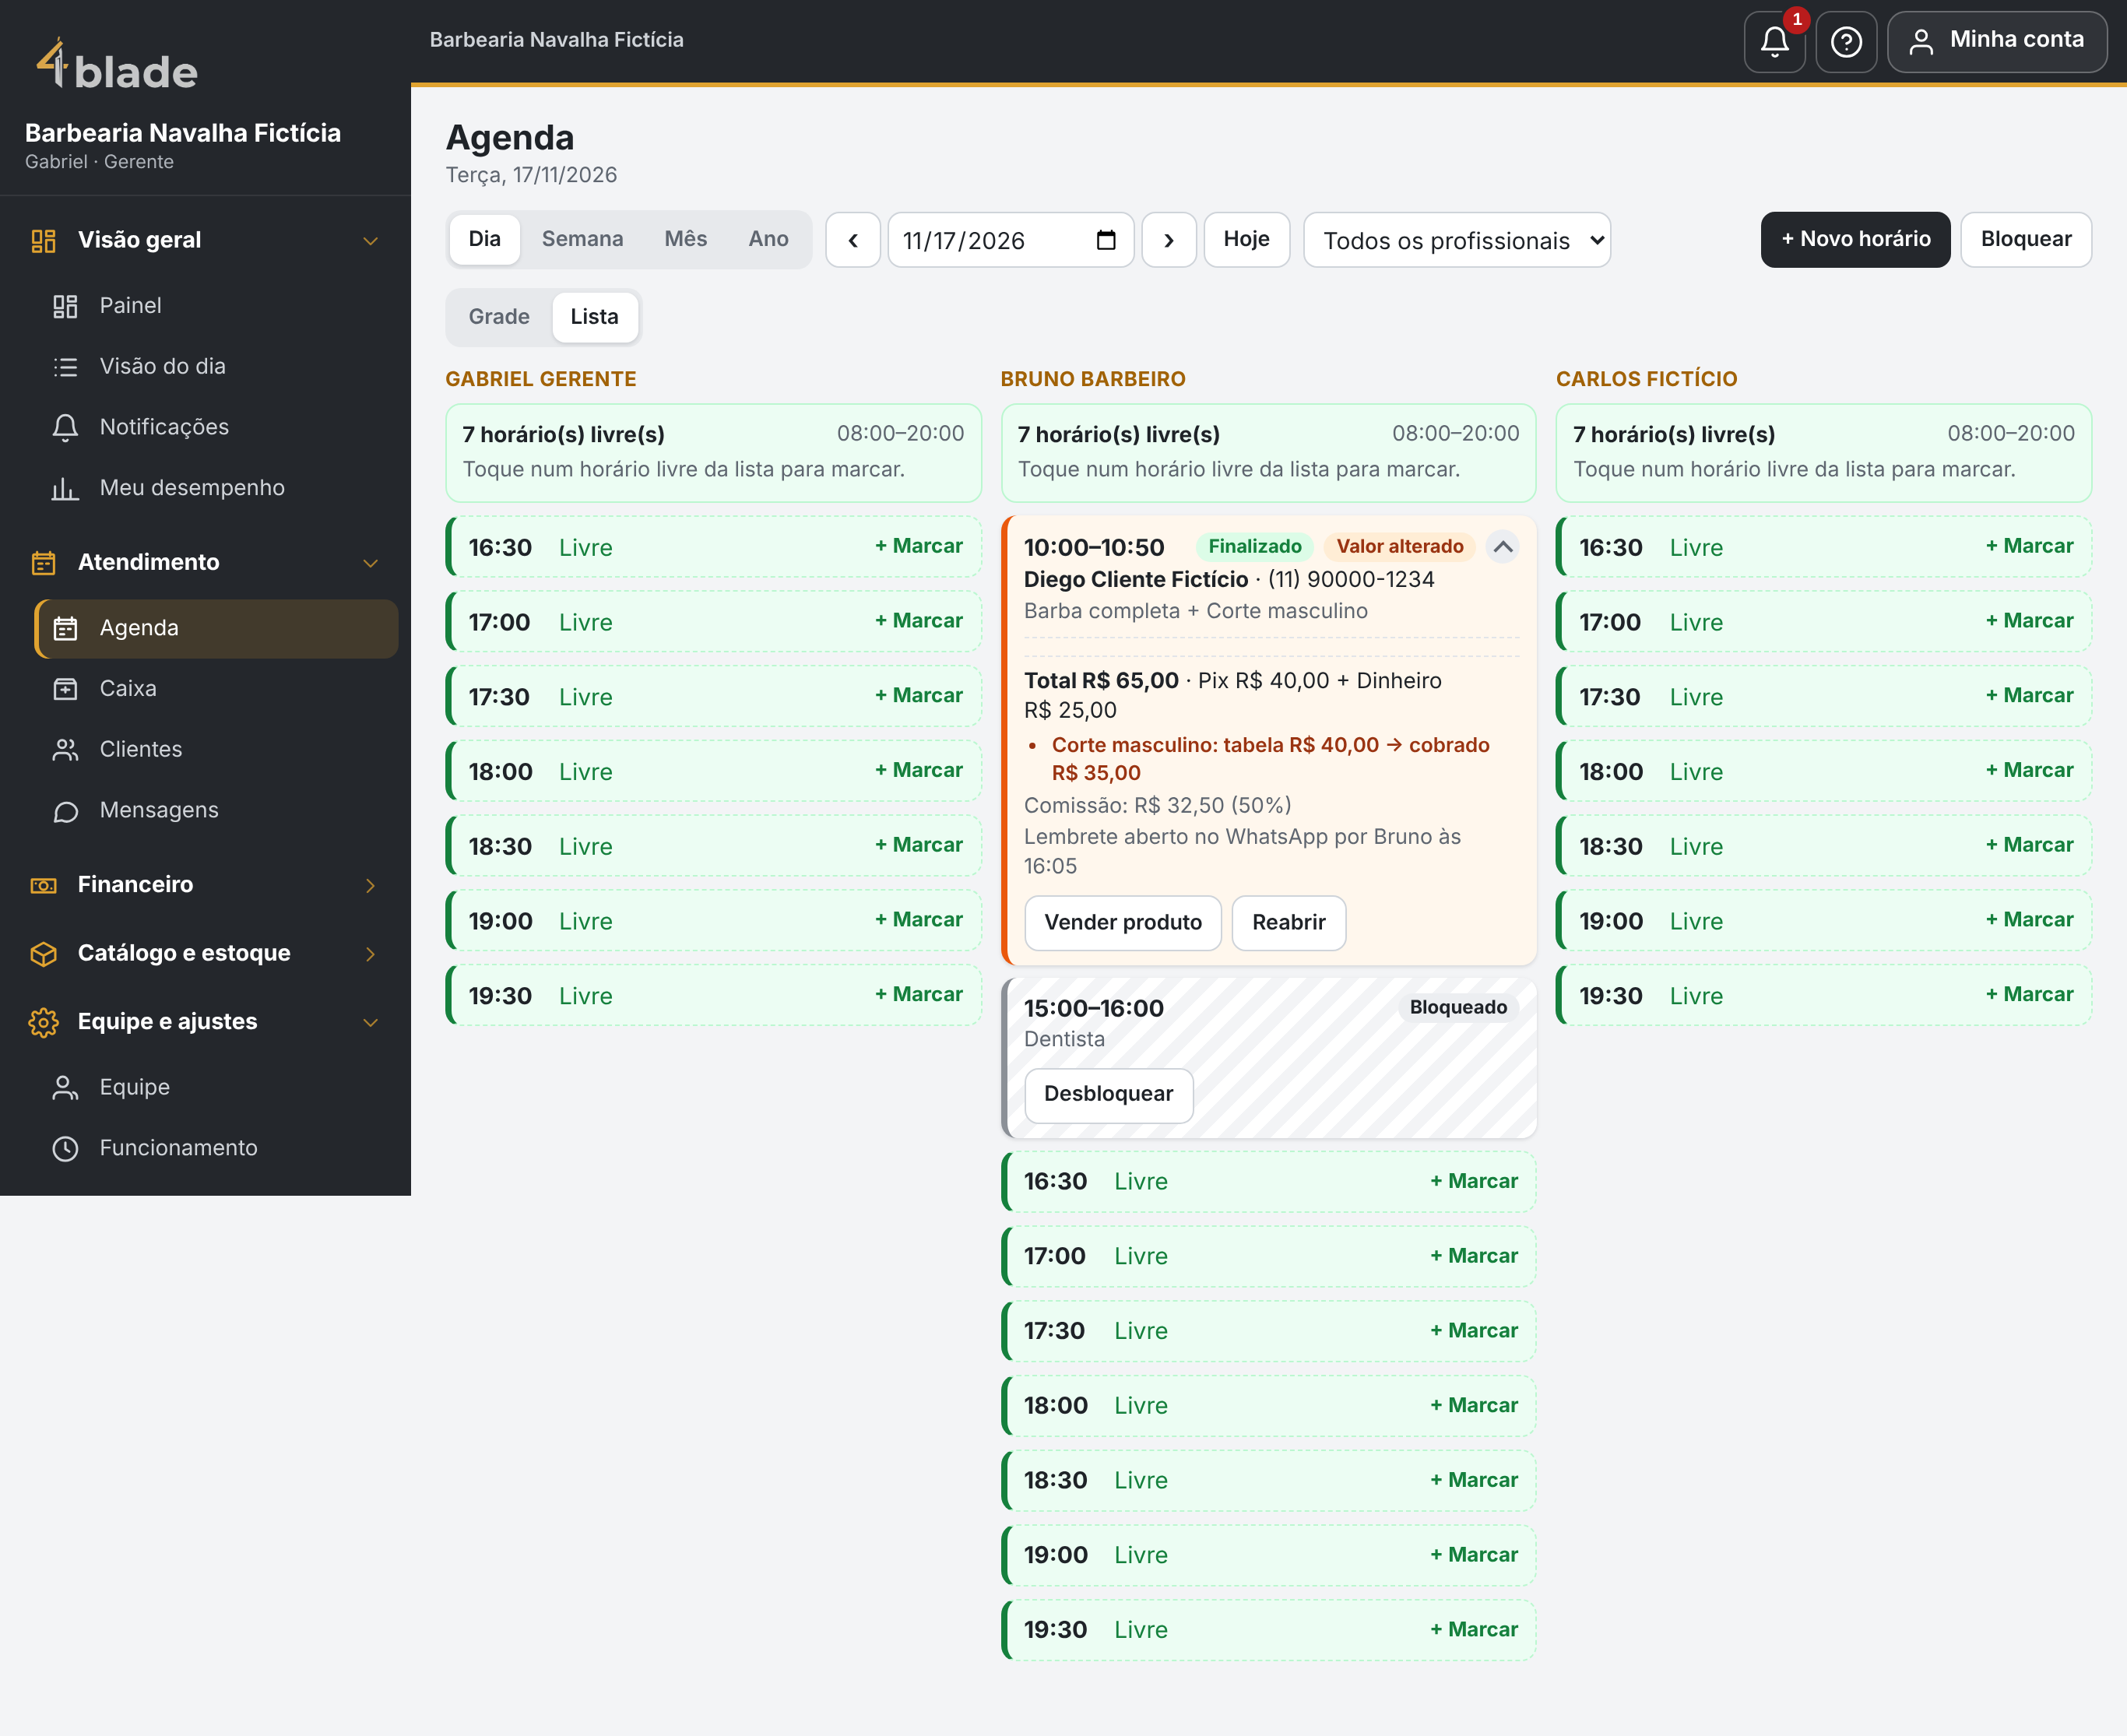 4blade
Barbearia Navalha Fictícia
Gabriel · Gerente
Visão geral
Painel
Visão do dia
Notificações
Meu desempenho
Atendimento
Agenda
Caixa
Clientes
Mensagens
Financeiro
Catálogo e estoque
Equipe e ajustes
Equipe
Funcionamento
Barbearia Navalha Fictícia
1
Minha conta
Agenda
Terça, 17/11/2026
Dia Semana Mês Ano
‹ 11/17/2026 › Hoje Todos os profissionais
+ Novo horário Bloquear
Grade Lista
GABRIEL GERENTE
7 horário(s) livre(s) 08:00–20:00
Toque num horário livre da lista para marcar.
16:30 Livre + Marcar
17:00 Livre + Marcar
17:30 Livre + Marcar
18:00 Livre + Marcar
18:30 Livre + Marcar
19:00 Livre + Marcar
19:30 Livre + Marcar
BRUNO BARBEIRO
7 horário(s) livre(s) 08:00–20:00
Toque num horário livre da lista para marcar.
10:00–10:50 Finalizado Valor alterado
Diego Cliente Fictício · (11) 90000-1234
Barba completa + Corte masculino
Total R$ 65,00 · Pix R$ 40,00 + Dinheiro
R$ 25,00
• Corte masculino: tabela R$ 40,00 → cobrado
R$ 35,00
Comissão: R$ 32,50 (50%)
Lembrete aberto no WhatsApp por Bruno às
16:05
Vender produto Reabrir
15:00–16:00 Bloqueado
Dentista
Desbloquear
16:30 Livre + Marcar
17:00 Livre + Marcar
17:30 Livre + Marcar
18:00 Livre + Marcar
18:30 Livre + Marcar
19:00 Livre + Marcar
19:30 Livre + Marcar
CARLOS FICTÍCIO
7 horário(s) livre(s) 08:00–20:00
Toque num horário livre da lista para marcar.
16:30 Livre + Marcar
17:00 Livre + Marcar
17:30 Livre + Marcar
18:00 Livre + Marcar
18:30 Livre + Marcar
19:00 Livre + Marcar
19:30 Livre + Marcar